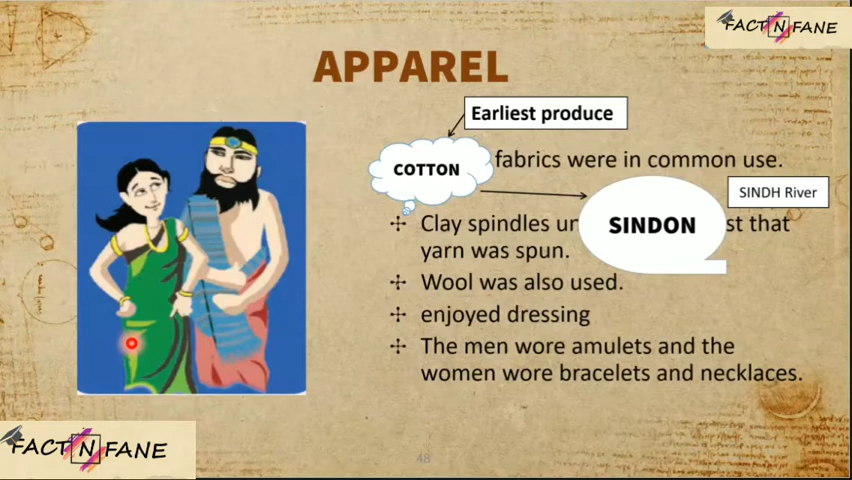 FACT N FANE
APPAREL
Earliest produce
COTTON fabrics were in common use.
SINDH River
SINDON
Clay spindles un st that
yarn was spun.
Wool was also used.
enjoyed dressing
The men wore amulets and the
women wore bracelets and necklaces.
FACT N FANE
48